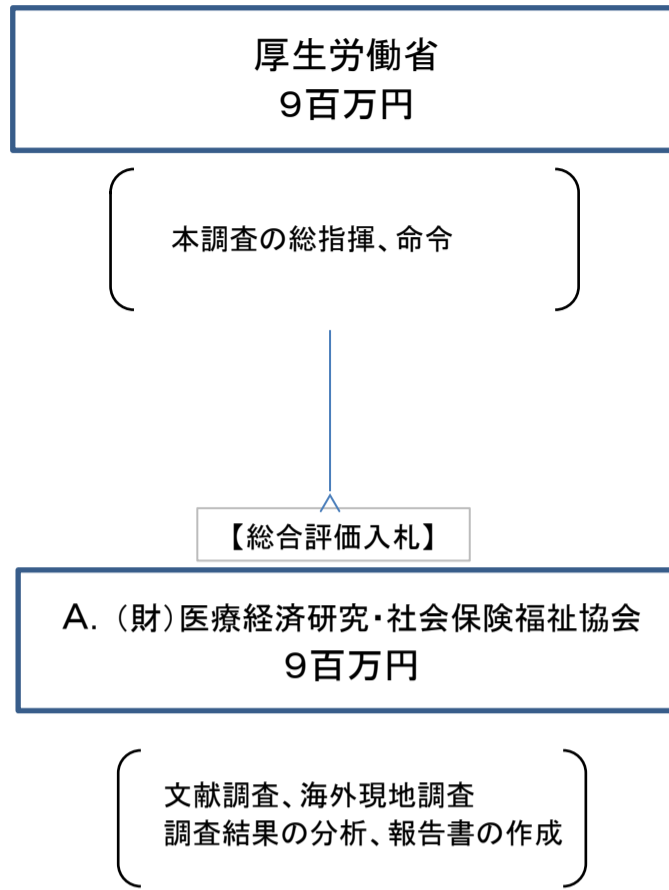 厚生労働省
９百万円
本調査の総指揮、命令
【総合評価入札】
A．（財）医療経済研究・社会保険福祉協会
９百万円
文献調査、海外現地調査
調査結果の分析、報告書の作成